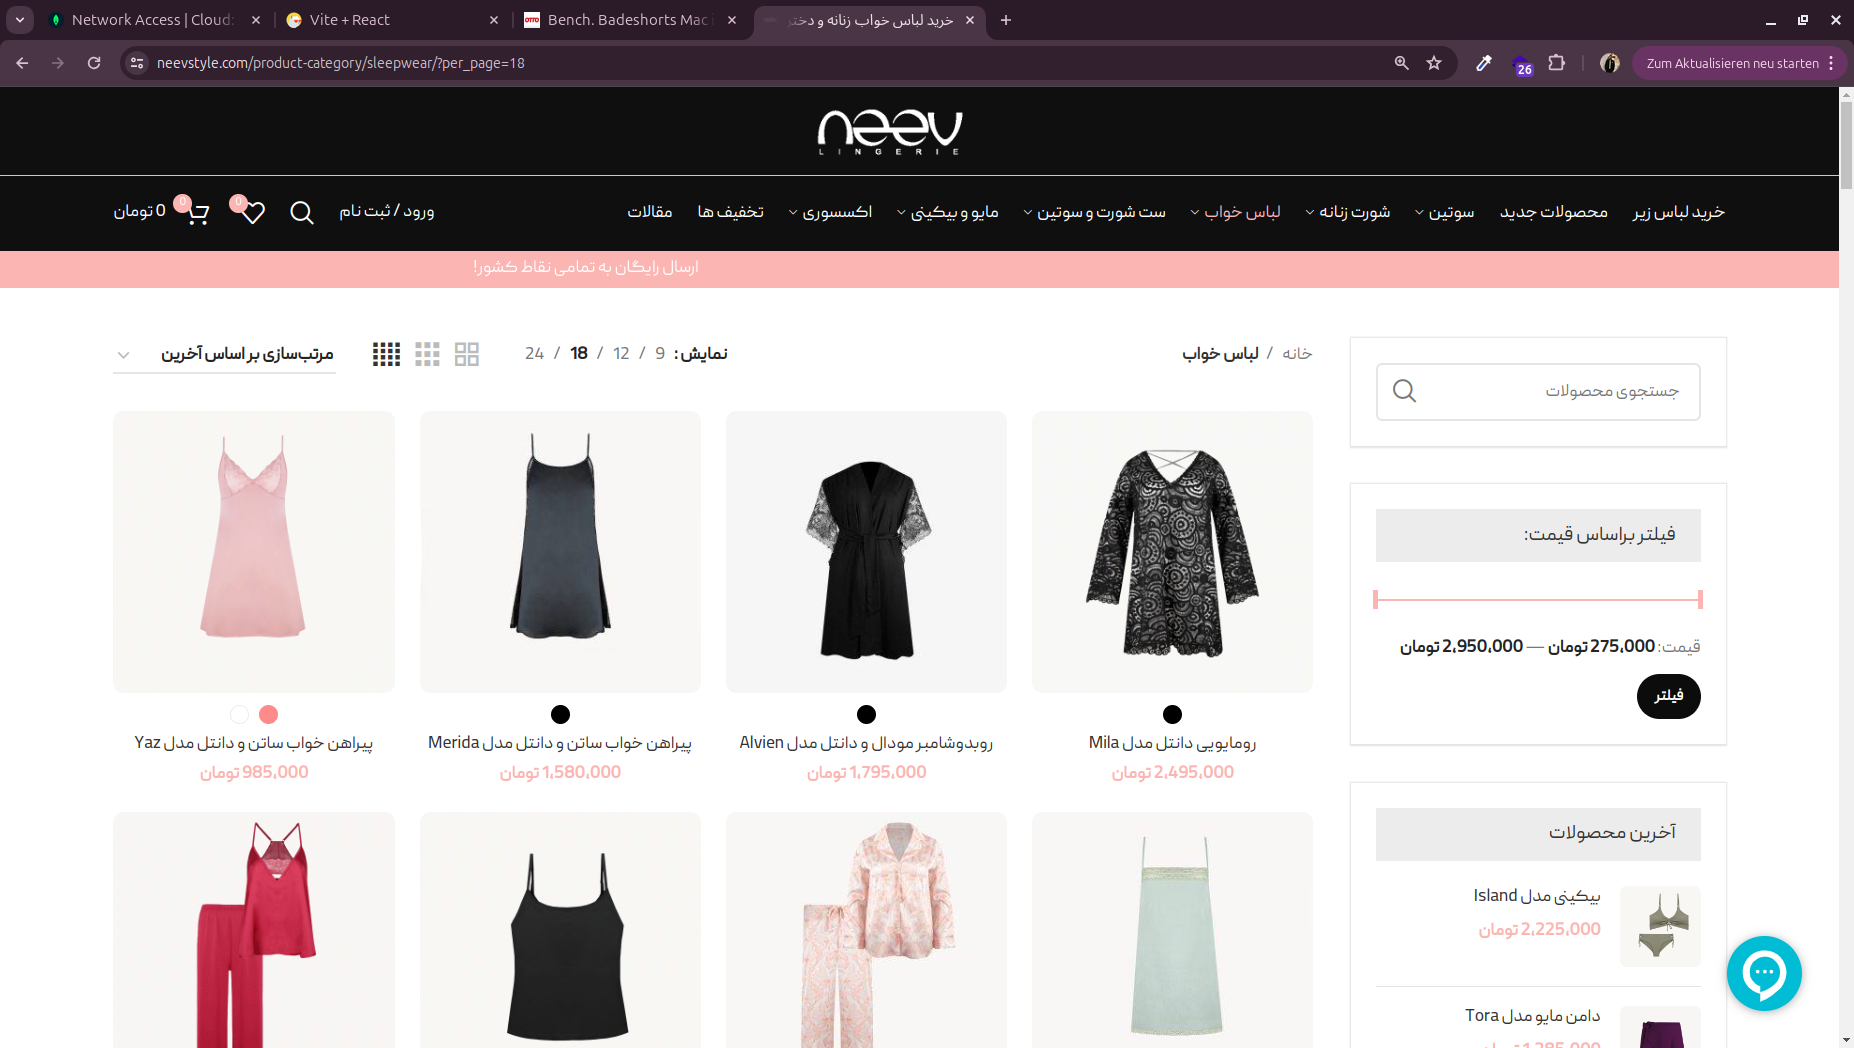 Network Access | Cloud:
Vite + React
OTTO
Bench. Badeshorts Mac i
خرید لباس خواب زنانه و دختر
neevstyle.com/product-category/sleepwear/?per_page=18
26
Zum Aktualisieren neu starten
neev
LINGERIE
خرید لباس زیر
محصولات جدید
سوتین
شورت زنانه
لباس خواب
ست شورت و سوتین
مایو و بیکینی
اکسسوری
تخفیف ها
مقالات
ورود / ثبت نام
0
0
0 تومان
ارسال رایگان به تمامی نقاط کشور!
خانه / لباس خواب
نمایش: 9 / 12 / 18 / 24
مرتب‌سازی بر اساس آخرین
جستجوی محصولات
فیلتر براساس قیمت:
قیمت: 275,000 تومان — 2,950,000 تومان
فیلتر
رومایویی دانتل مدل Mila
2,495,000 تومان
روبدوشامبر مودال و دانتل مدل Alvien
1,795,000 تومان
پیراهن خواب ساتن و دانتل مدل Merida
1,580,000 تومان
پیراهن خواب ساتن و دانتل مدل Yaz
985,000 تومان
آخرین محصولات
بیکینی مدل Island
2,225,000 تومان
دامن مایو مدل Tora